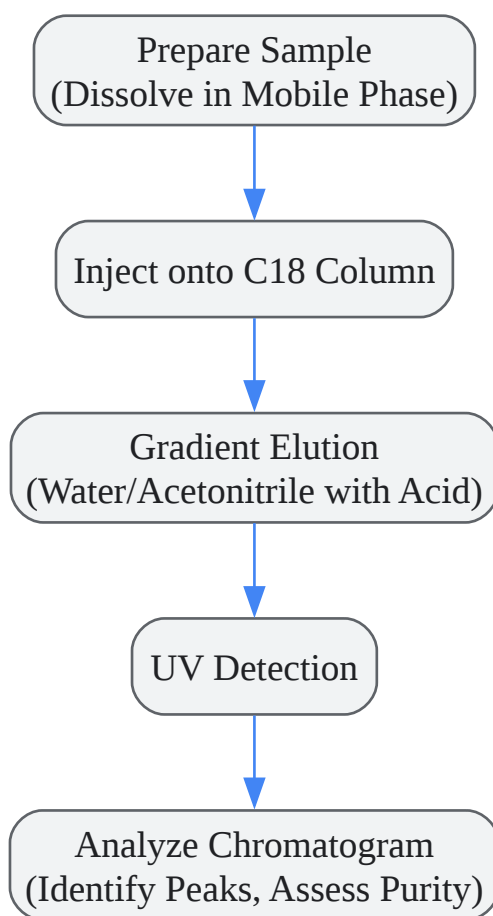 Prepare Sample
(Dissolve in Mobile Phase)
Inject onto C18 Column
Gradient Elution
(Water/Acetonitrile with Acid)
UV Detection
Analyze Chromatogram
(Identify Peaks, Assess Purity)